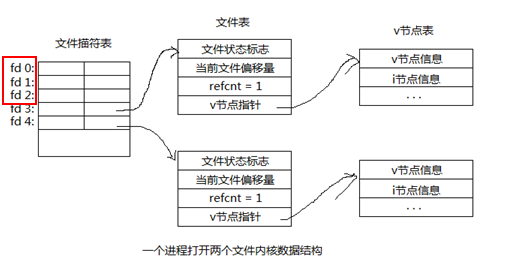 文件描符表
fd 0:
fd 1:
fd 2:
fd 3:
fd 4:
文件表
文件状态标志
当前文件偏移量
refcnt = 1
v节点指针
文件状态标志
当前文件偏移量
refcnt = 1
v节点指针
v节点表
v节点信息
i节点信息
...
v节点信息
i节点信息
...
一个进程打开两个文件内核数据结构